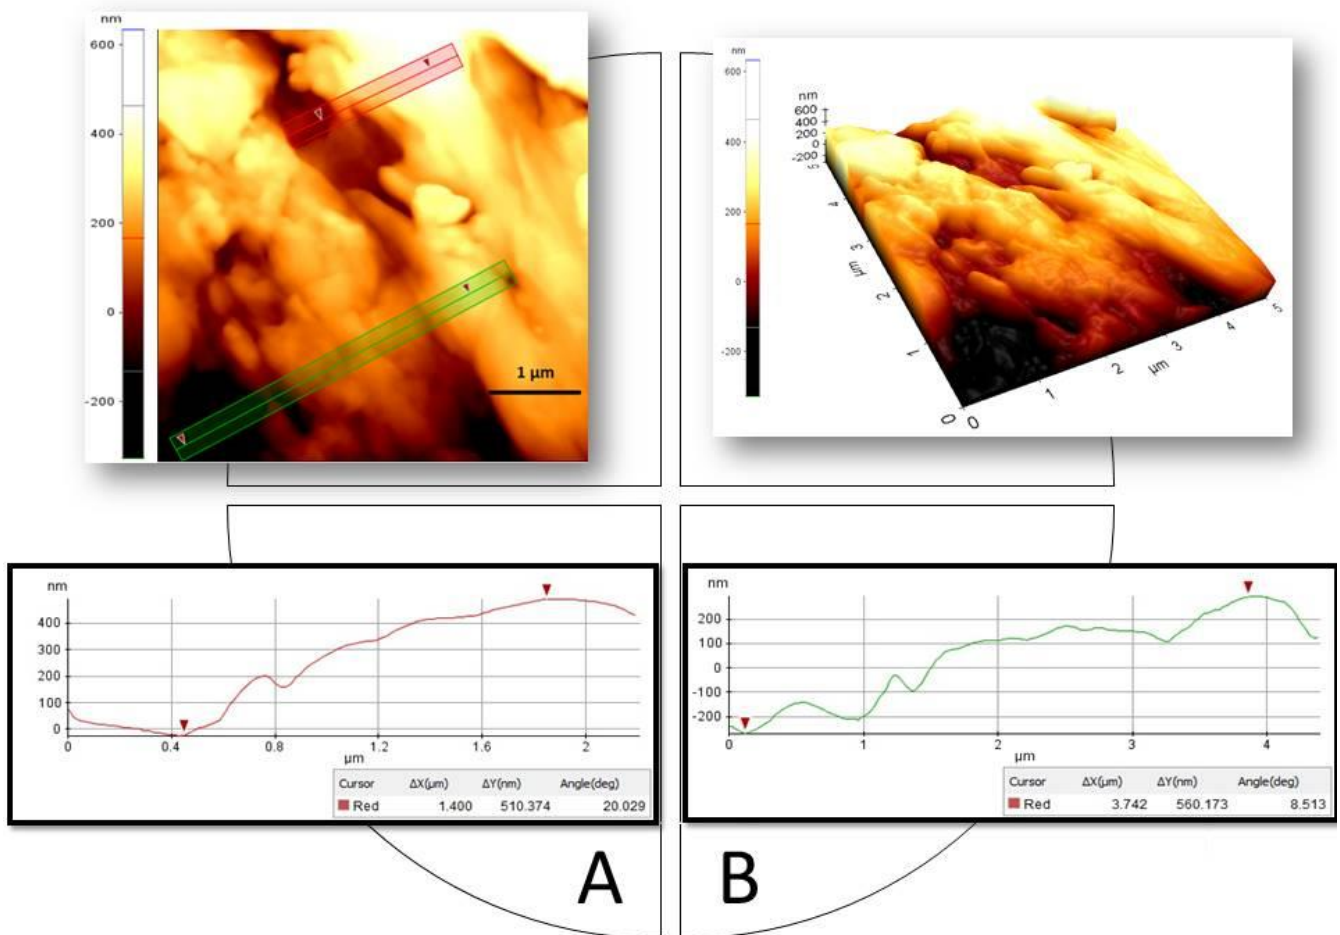 nm
600
400
200
0
-200
1 µm
nm
600
400
200
0
-200
nm
600
400
200
0
-200
5
4
3
µm
2
1
0
0
1
2
µm
3
4
5
nm
400
300
200
100
0
0 0.4 0.8 1.2 1.6 2
µm
Cursor ΔX(µm) ΔY(nm) Angle(deg)
Red 1.400 510.374 20.029
nm
200
100
0
-100
-200
0 1 2 3 4
µm
Cursor ΔX(µm) ΔY(nm) Angle(deg)
Red 3.742 560.173 8.513
A B